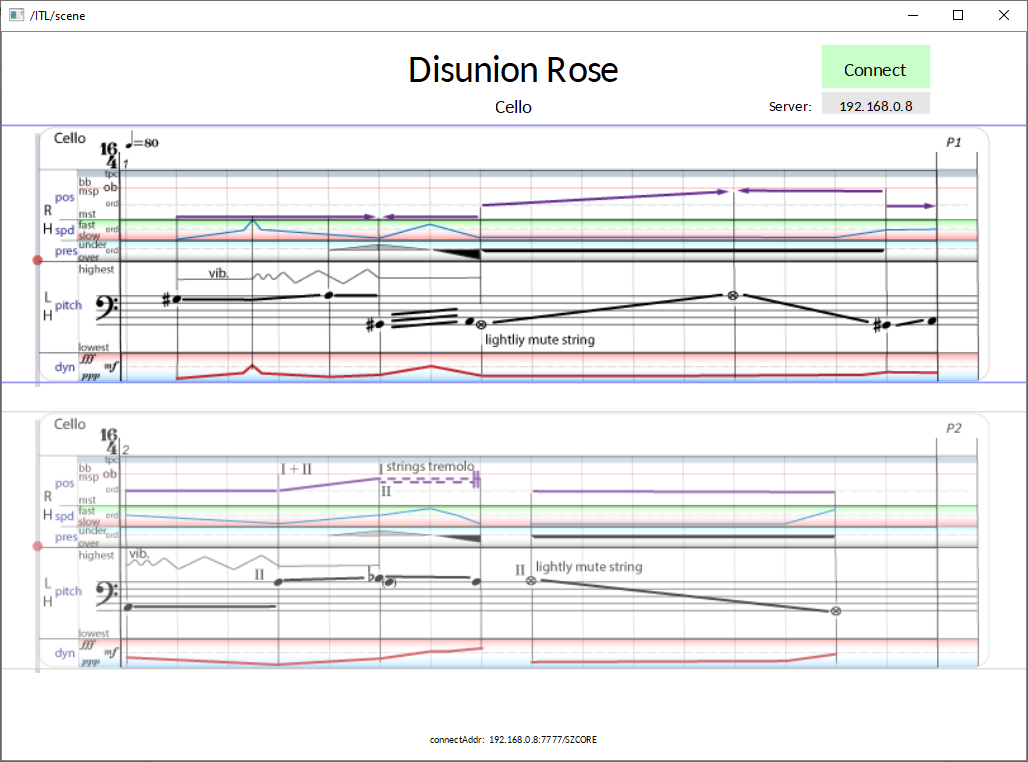 /ITL/scene
Disunion Rose
Connect
Cello
Server: 192.168.0.8
Cello
16
4
♩=80
P1
1
tpc
bb
msp
ob
pos
ord
R
mst
H
spd
fast
slow
pres
under
ord
over
highest
vib.
L
pitch
H
lightliy mute string
lowest
dyn
fff
mf
ppp
Cello
16
4
P2
2
tpc
bb
msp
ob
I + II
I strings tremolo
pos
ord
II
R
mst
H
spd
fast
slow
pres
under
ord
over
highest
vib.
II
II lightly mute string
L
pitch
H
lowest
dyn
fff
mf
ppp
connectAddr: 192.168.0.8:7777/SZCORE